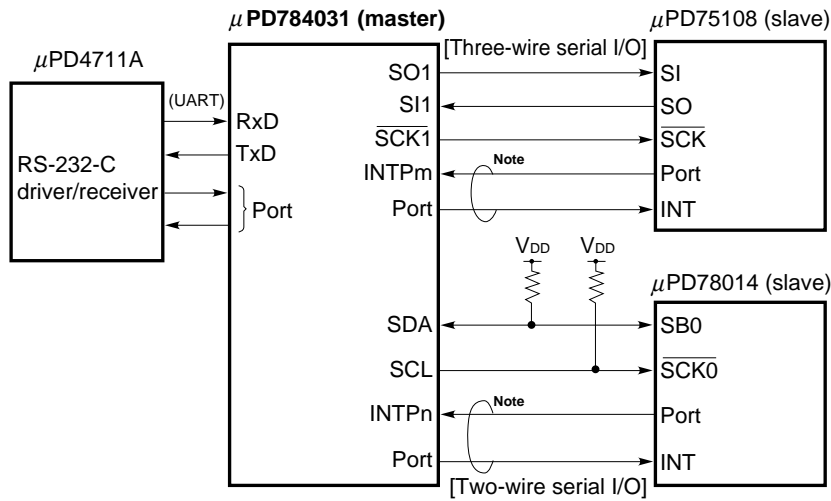 μPD784031 (master)
μPD75108 (slave)
[Three-wire serial I/O]
μPD4711A
(UART)
RS-232-C
driver/receiver
RxD
TxD
Port
SO1
SI1
SCK1
INTPm
Port
Note
SI
SO
SCK
Port
INT
VDD
VDD
μPD78014 (slave)
SDA
SCL
INTPn
Port
Note
SB0
SCK0
Port
INT
[Two-wire serial I/O]